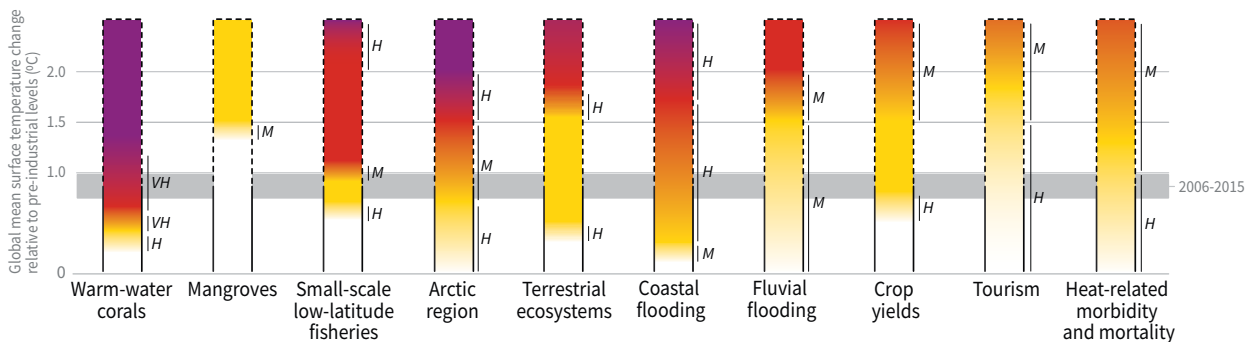 Global mean surface temperature change
relative to pre-industrial levels (⁰C)
2.0
1.5
1.0
0
2006-2015
VH
VH
H
M
H
M
H
H
M
H
H
H
H
H
M
M
M
M
H
M
H
M
H
Warm-water
corals
Mangroves
Small-scale
low-latitude
fisheries
Arctic
region
Terrestrial
ecosystems
Coastal
flooding
Fluvial
flooding
Crop
yields
Tourism
Heat-related
morbidity
and mortality